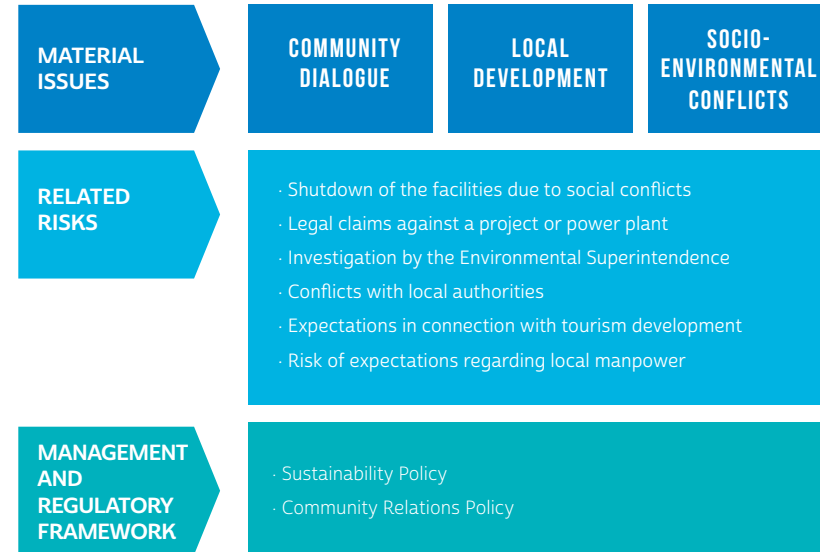 MATERIAL
ISSUES
COMMUNITY
DIALOGUE
LOCAL
DEVELOPMENT
SOCIO-
ENVIRONMENTAL
CONFLICTS
RELATED
RISKS
· Shutdown of the facilities due to social conflicts
· Legal claims against a project or power plant
· Investigation by the Environmental Superintendence
· Conflicts with local authorities
· Expectations in connection with tourism development
· Risk of expectations regarding local manpower
MANAGEMENT
AND
REGULATORY
FRAMEWORK
· Sustainability Policy
· Community Relations Policy